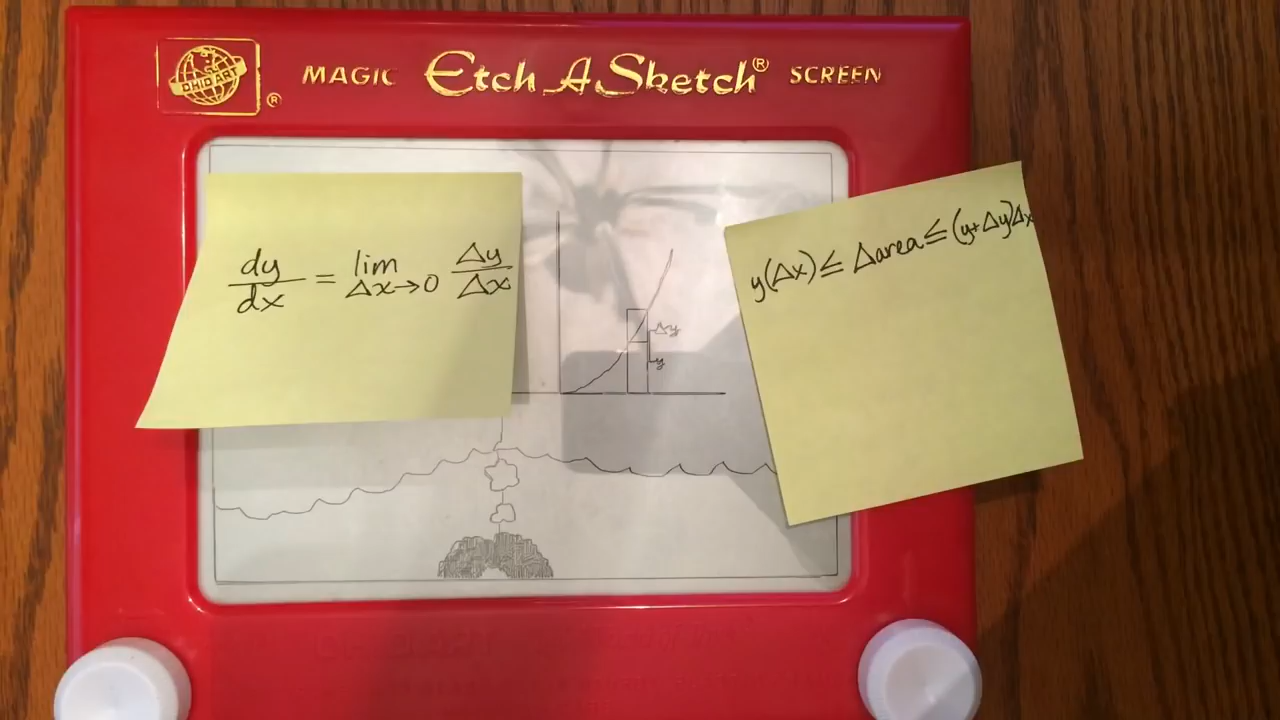 OHIO ART ®
MAGIC Etch A Sketch® SCREEN
dy/dx = lim Δx→0 Δy/Δx
y(Δx) ≤ Δarea ≤ (y+Δy)Δx
Δy
y